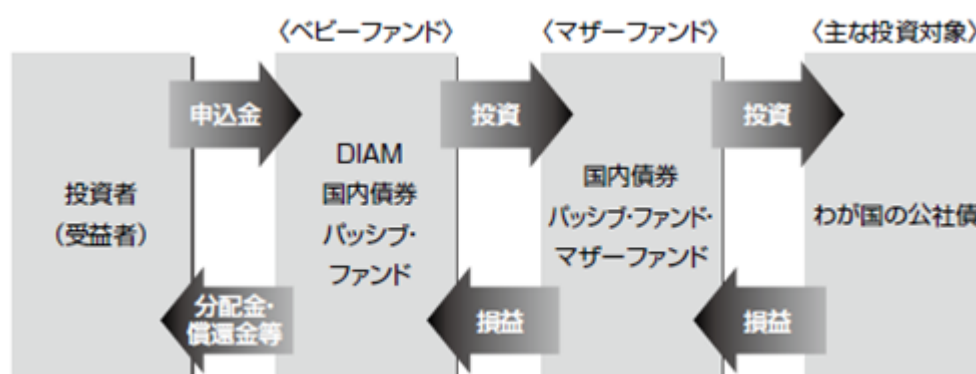 〈ベビーファンド〉
〈マザーファンド〉
〈主な投資対象〉
申込金
投資
投資
投資者
（受益者）
DIAM
国内債券
パッシブ・
ファンド
国内債券
パッシブ・ファンド・
マザーファンド
わが国の公社債
分配金・
償還金等
損益
損益